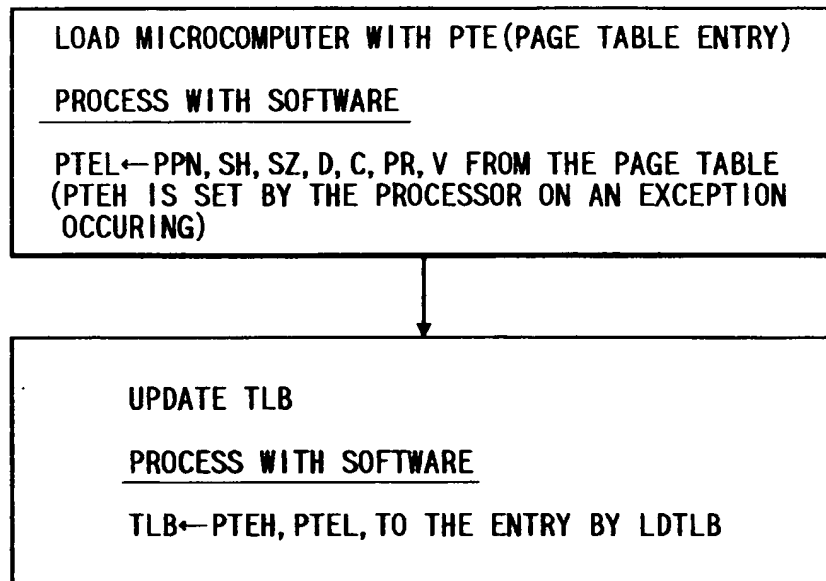 LOAD MICROCOMPUTER WITH PTE(PAGE TABLE ENTRY)
PROCESS WITH SOFTWARE
PTEL←PPN, SH, SZ, D, C, PR, V FROM THE PAGE TABLE
(PTEH IS SET BY THE PROCESSOR ON AN EXCEPTION
OCCURING)
UPDATE TLB
PROCESS WITH SOFTWARE
TLB←PTEH, PTEL, TO THE ENTRY BY LDTLB